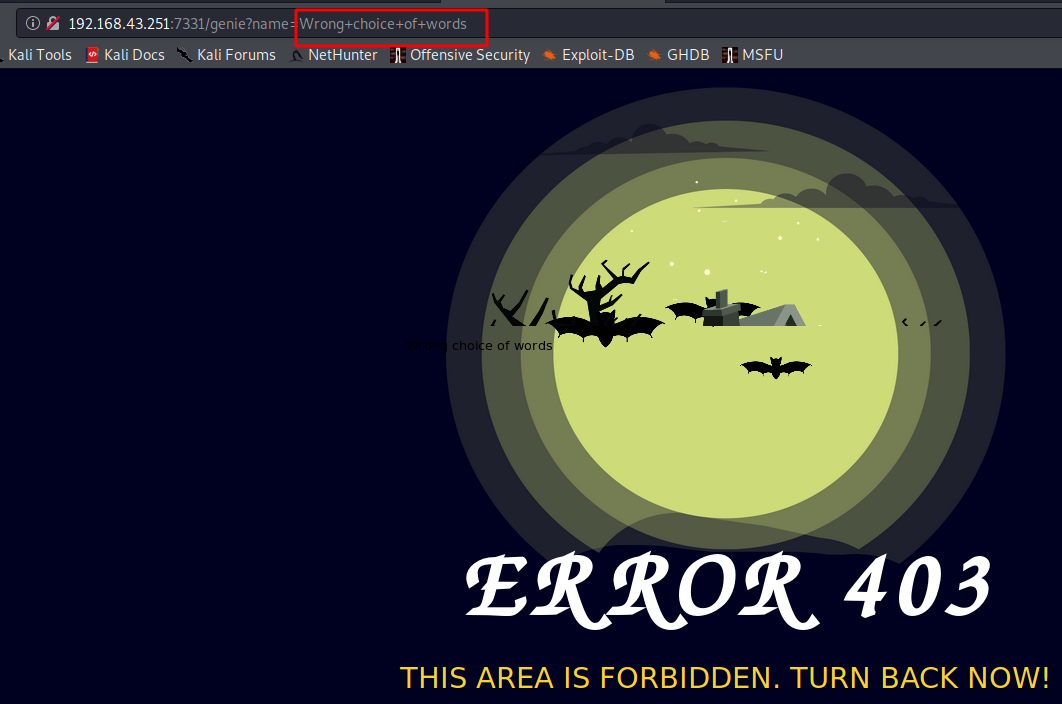 192.168.43.251:7331/genie?name=Wrong+choice+of+words
Kali Tools Kali Docs Kali Forums NetHunter Offensive Security Exploit-DB GHDB MSFU
wrong choice of words
ERROR 403
THIS AREA IS FORBIDDEN. TURN BACK NOW!